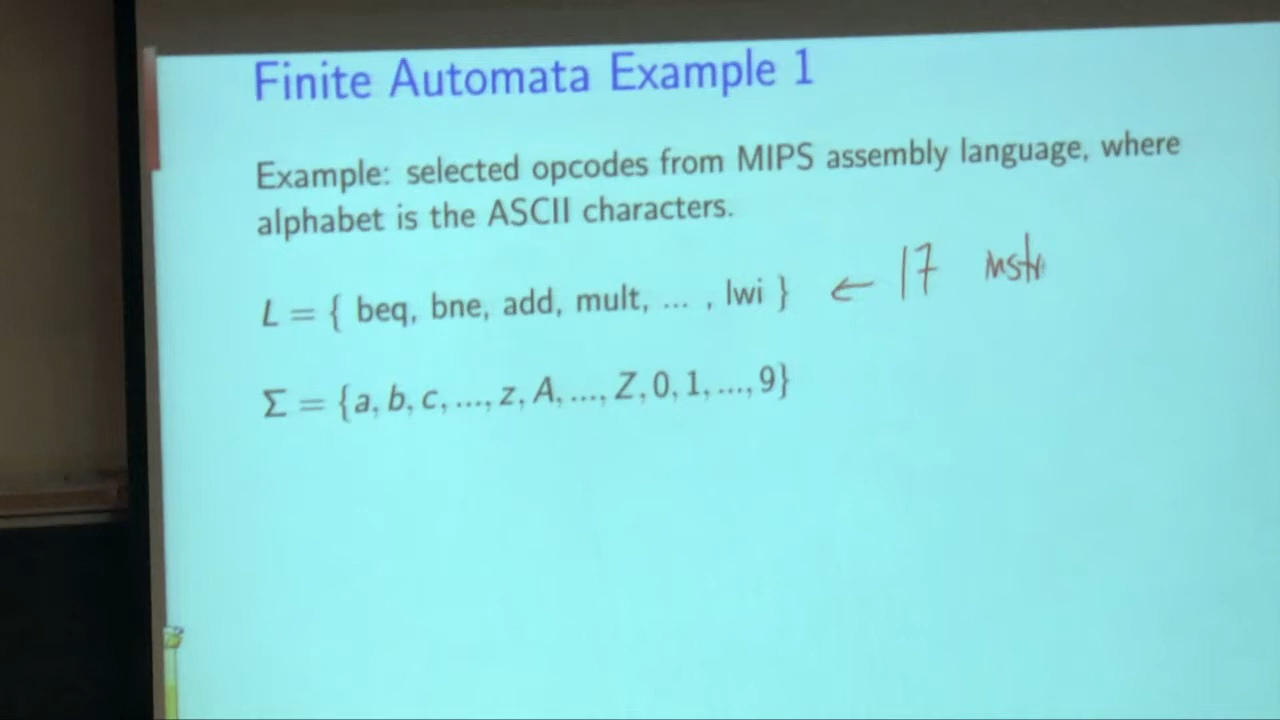 Finite Automata Example 1
Example: selected opcodes from MIPS assembly language, where
alphabet is the ASCII characters.
L = { beq, bne, add, mult, ... , lwi } ← 17 instr
Σ = {a, b, c, ..., z, A, ..., Z, 0, 1, ..., 9}